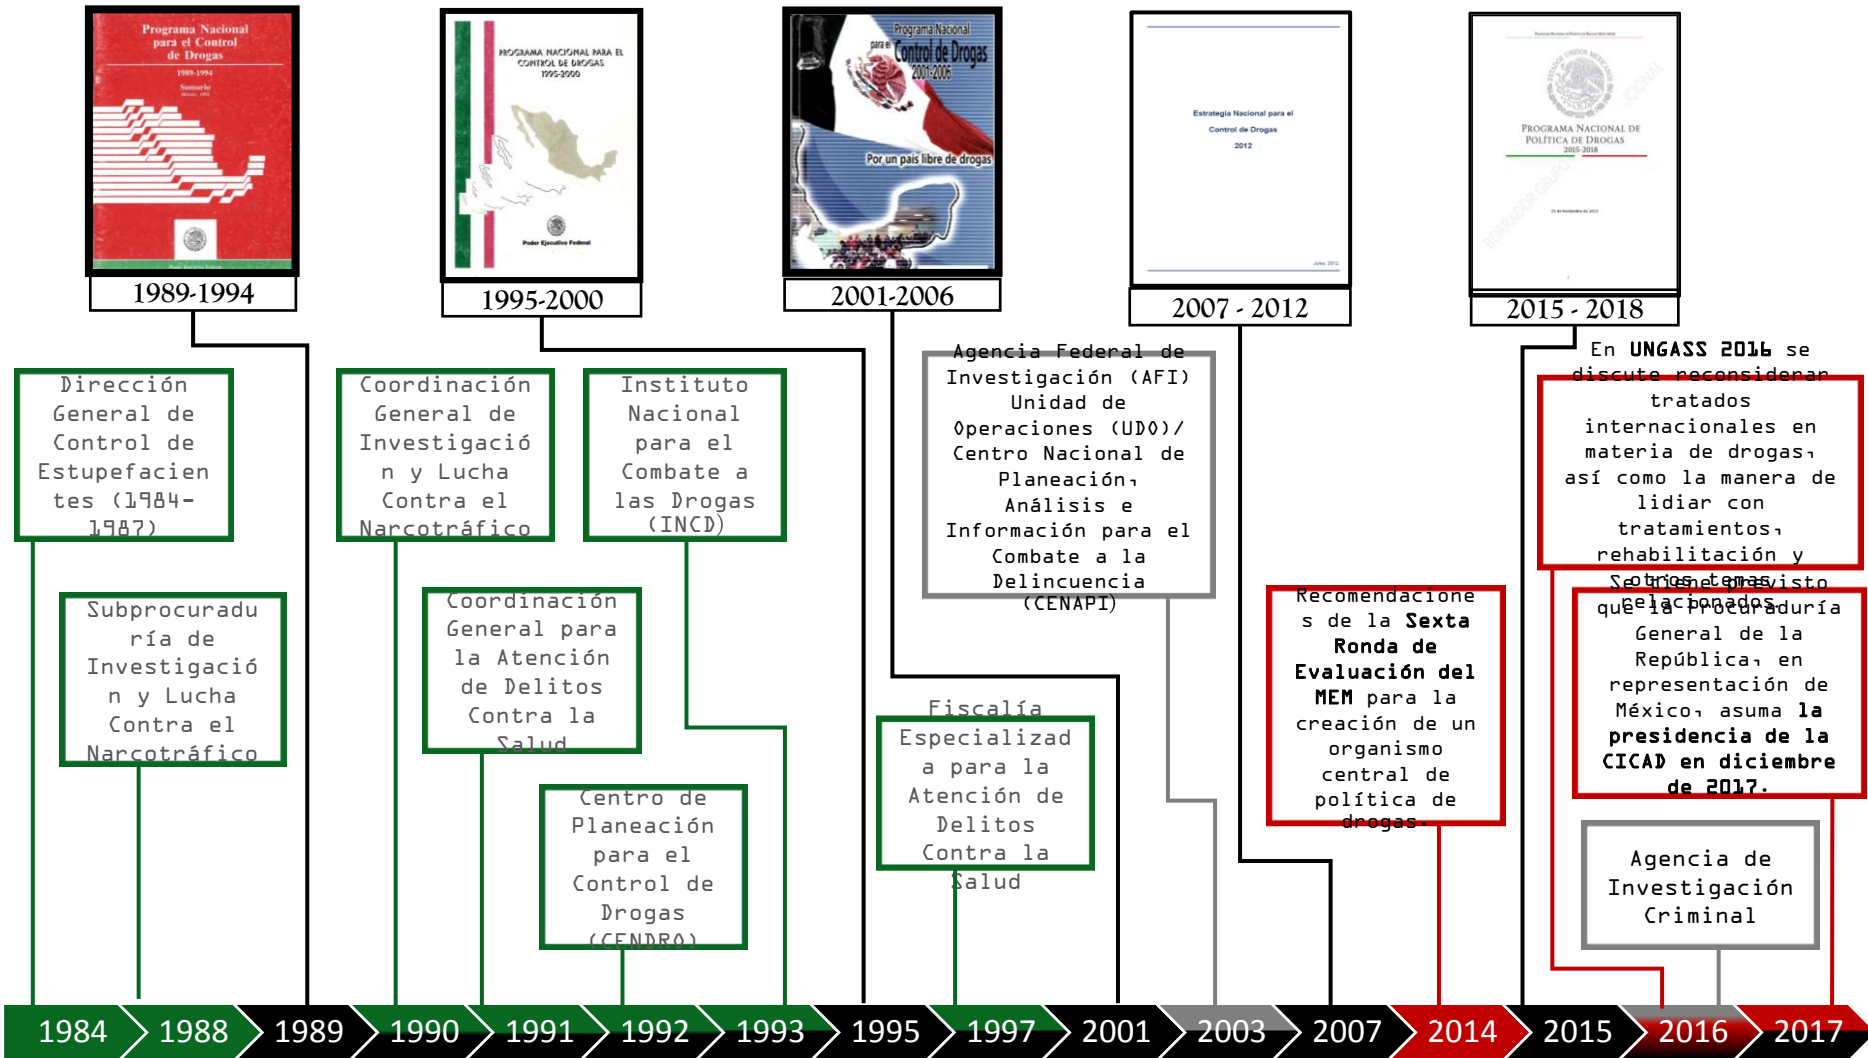 Programa Nacional
para el Control
de Drogas
1989-1994
Sumario
PROGRAMA NACIONAL PARA EL
CONTROL DE DROGAS
1995-2000
Poder Ejecutivo Federal
Programa Nacional
para el Control de Drogas
2001-2006
Por un país libre de drogas
Estrategia Nacional para el
Control de Drogas
2012
Junio, 2012.
ESTADOS UNIDOS MEXICANOS
PROGRAMA NACIONAL DE
POLÍTICA DE DROGAS
2015-2018
BORRADOR GRUPO
1989-1994
1995-2000
2001-2006
2007 - 2012
2015 - 2018
Dirección
General de
Control de
Estupefacien
tes (1984-
1987)
Subprocuradu
ría de
Investigació
n y Lucha
Contra el
Narcotráfico
Coordinación
General de
Investigació
n y Lucha
Contra el
Narcotráfico
Coordinación
General para
la Atención
de Delitos
Contra la
Salud
Centro de
Planeación
para el
Control de
Drogas
(CENDRO)
Instituto
Nacional
para el
Combate a
las Drogas
(INCD)
Fiscalía
Especializad
a para la
Atención de
Delitos
Contra la
Salud
Agencia Federal de
Investigación (AFI)
Unidad de
Operaciones (UDO)/
Centro Nacional de
Planeación,
Análisis e
Información para el
Combate a la
Delincuencia
(CENAPI)
Recomendacione
s de la Sexta
Ronda de
Evaluación del
MEM para la
creación de un
organismo
central de
política de
drogas.
En UNGASS 2016 se
discute reconsiderar
tratados
internacionales en
materia de drogas,
así como la manera de
lidiar con
tratamientos,
rehabilitación y
otros temas
relacionados.
Se tiene previsto
que la Procuraduría
General de la
República, en
representación de
México, asuma la
presidencia de la
CICAD en diciembre
de 2017.
Agencia de
Investigación
Criminal
1984
1988
1989
1990
1991
1992
1993
1995
1997
2001
2003
2007
2014
2015
2016
2017